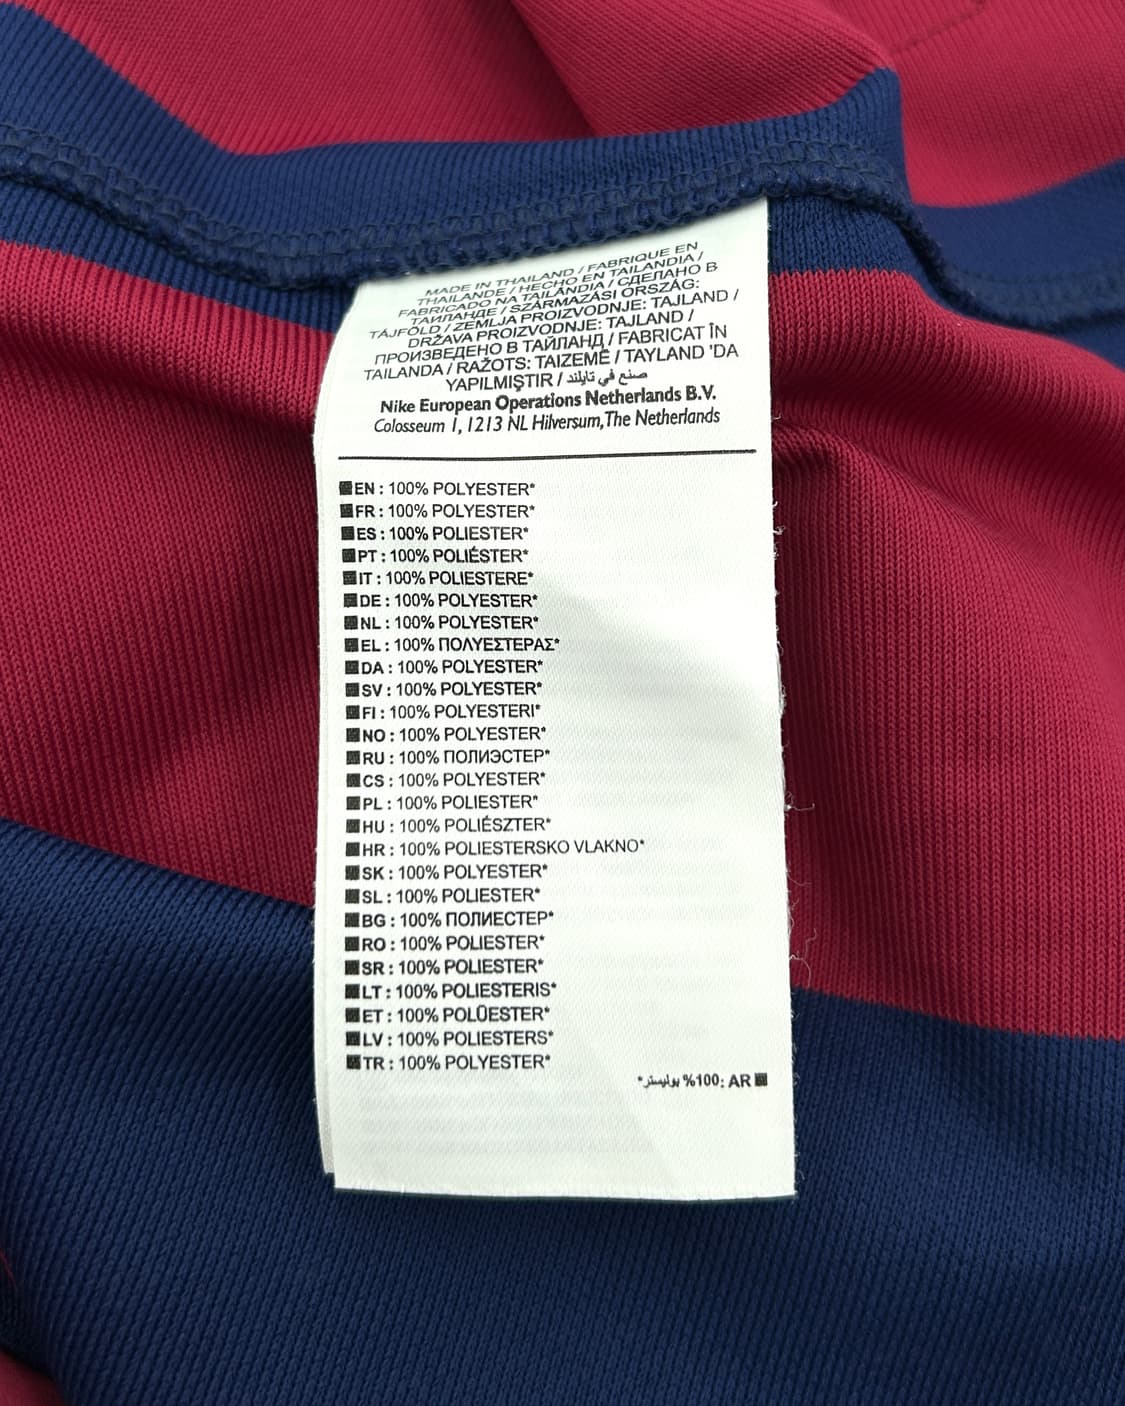 MADE IN THAILAND / FABRIQUE EN
THAILANDE / HECHO EN TAILANDIA /
FABRICADO NA TAILÂNDIA / СДЕЛАНО В
ТАИЛАНДЕ / SZÁRMAZÁSI ORSZÁG:
TÁJFÖLD / ZEMLJA PROIZVODNJE: TAJLAND /
DRŽAVA PROIZVODNJE: TAJLAND /
ПРОИЗВЕДЕНО В ТАЙЛАНД / FABRICAT ÎN
TAILANDA / RAŽOTS: TAIZEMĒ / TAYLAND 'DA
YAPILMIŞTIR / صنع في تايلند
Nike European Operations Netherlands B.V.
Colosseum 1, 1213 NL Hilversum, The Netherlands
EN : 100% POLYESTER*
FR : 100% POLYESTER*
ES : 100% POLIESTER*
PT : 100% POLIÉSTER*
IT : 100% POLIESTERE*
DE : 100% POLYESTER*
NL : 100% POLYESTER*
EL : 100% ΠΟΛΥΕΣΤΕΡΑΣ*
DA : 100% POLYESTER*
SV : 100% POLYESTER*
FI : 100% POLYESTERI*
NO : 100% POLYESTER*
RU : 100% ПОЛИЭСТЕР*
CS : 100% POLYESTER*
PL : 100% POLIESTER*
HU : 100% POLIÉSZTER*
HR : 100% POLIESTERSKO VLAKNO*
SK : 100% POLYESTER*
SL : 100% POLIESTER*
BG : 100% ПОЛИЕСТЕР*
RO : 100% POLIESTER*
SR : 100% POLIESTER*
LT : 100% POLIESTERIS*
ET : 100% POLÜESTER*
LV : 100% POLIESTERS*
TR : 100% POLYESTER*
AR :100% بوليستر*